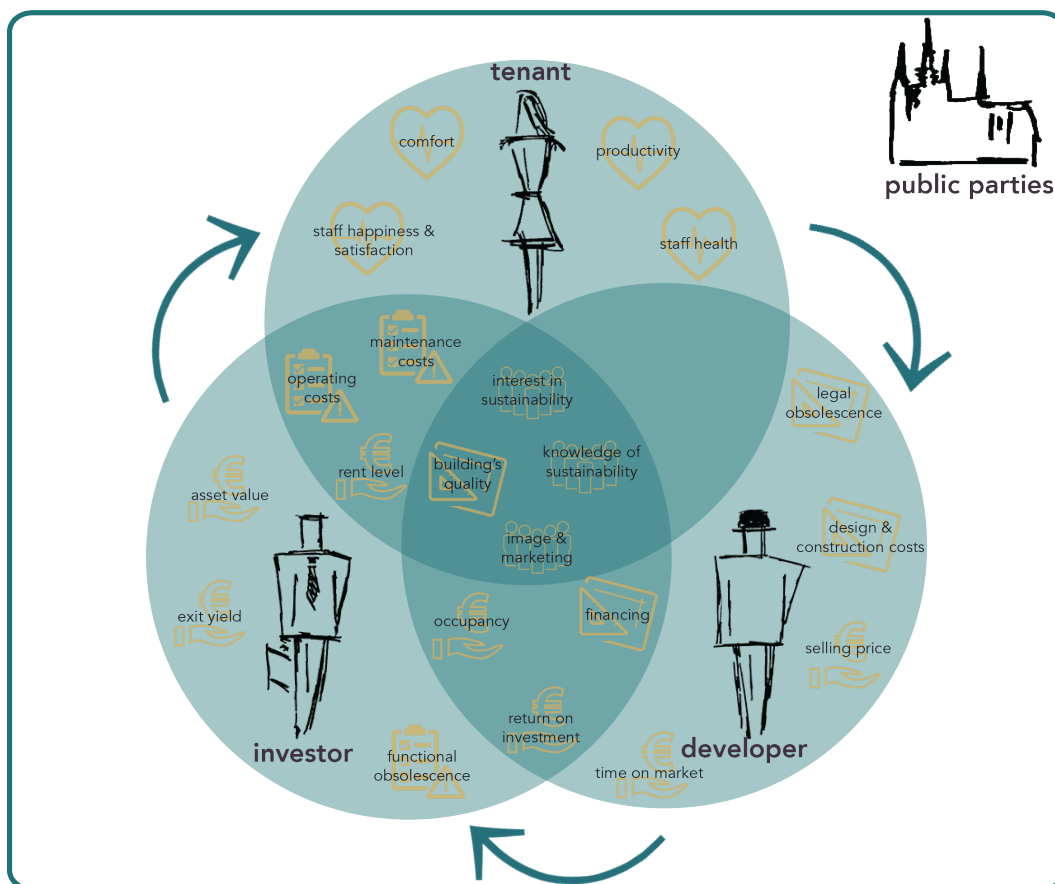 tenant
public parties
comfort
productivity
staff happiness &
satisfaction
staff health
maintenance
costs
operating
costs
interest in
sustainability
legal
obsolescence
rent level
building's
quality
knowledge of
sustainability
asset value
image &
marketing
design &
construction costs
exit yield
occupancy
financing
selling price
return on
investment
investor
developer
functional
obsolescence
time on market